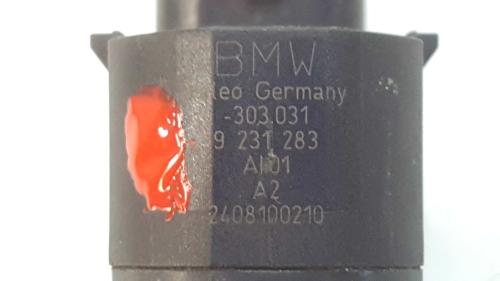 BMW
leo Germany
-303.031
9 231 283
AI01
A2
2408100210